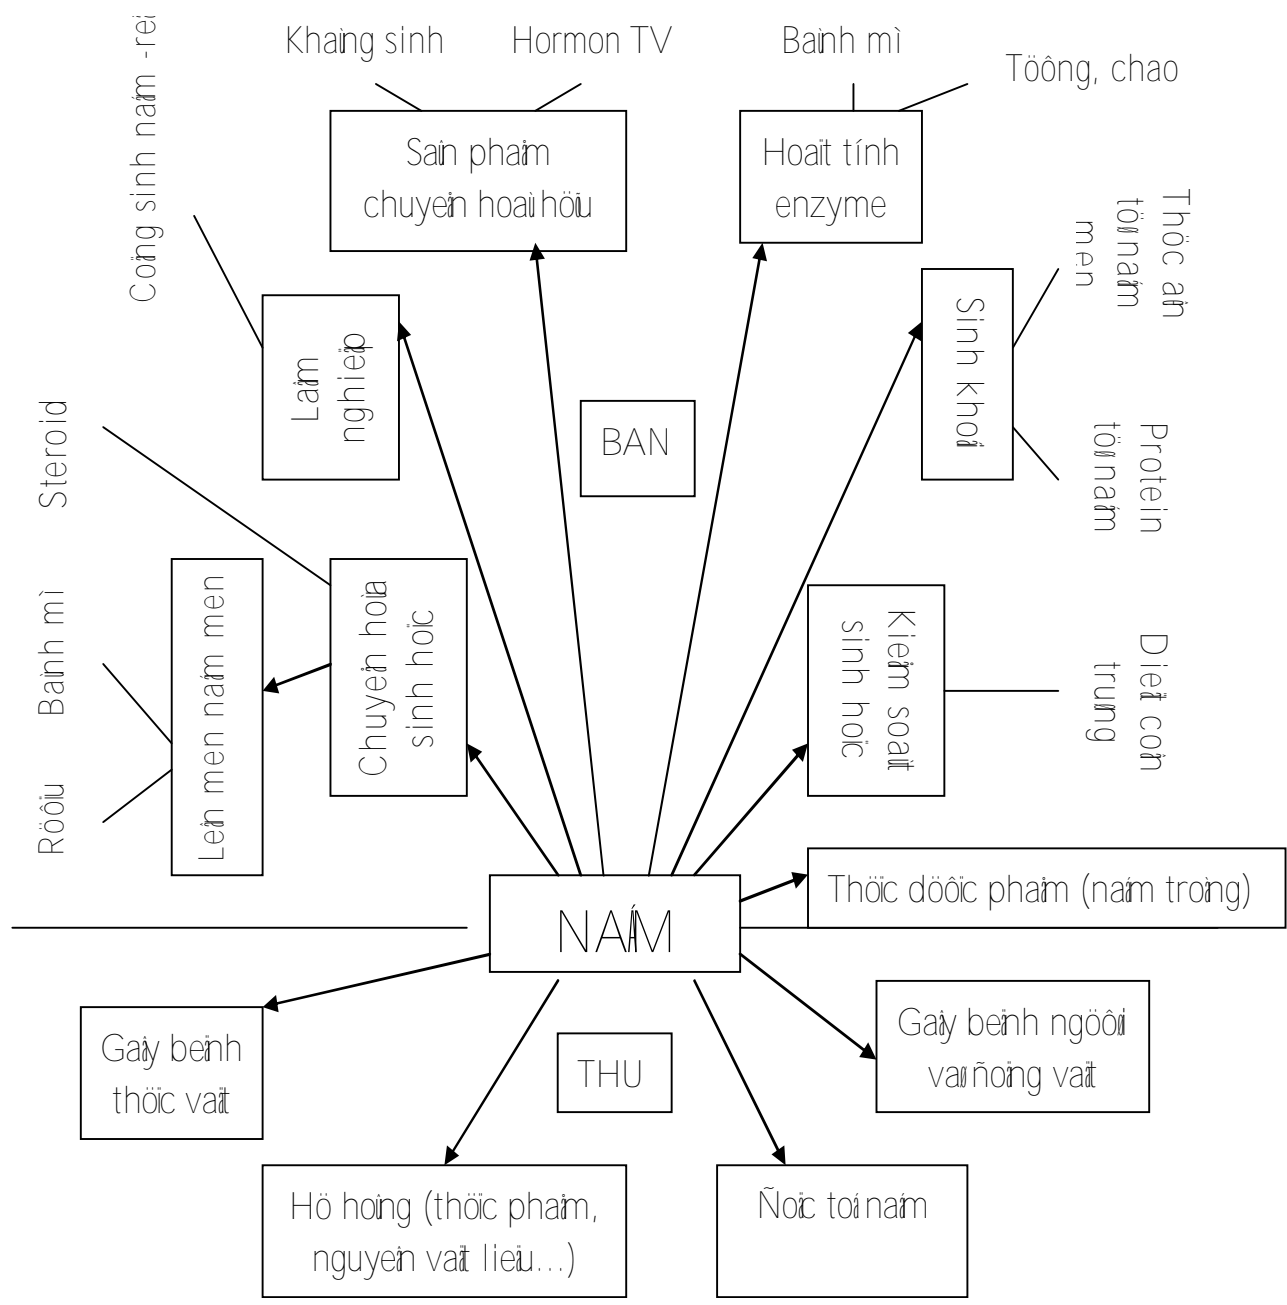 Khaùng sinh
Hormon TV
Baùnh mì
Töông, chao
Coäng sinh naám -reã
Saûn phaåm
chuyeån hoaù höõu
Hoaït tính
enzyme
Thöùc aên
töø naám
men
Laâm
nghieäp
Sinh khoái
BAN
Steroid
Protein
töø naám
Baùnh mì
Röôïu
Leân men naám men
Chuyeån hoùa
sinh hoïc
Kieåm soaùt
sinh hoïc
Dieät coân
truøng
Thöïc döôïc phaåm (naám troàng)
NAÁM
Gaây beänh
thöïc vaät
THU
Gaây beänh ngöôøi
vaø ñoäng vaät
Hö hoûng (thöïc phaåm,
nguyeân vaät lieäu…)
Ñoäc toá naám